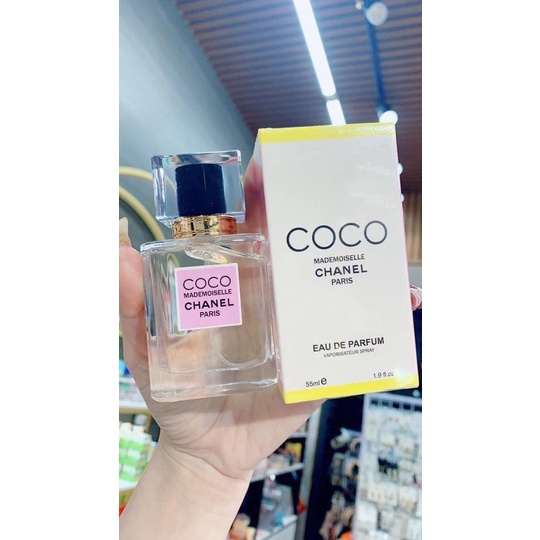 COCO
MADEMOISELLE
CHANEL
PARIS
COCO
MADEMOISELLE
CHANEL
PARIS
EAU DE PARFUM
VAPORISATEUR SPRAY
55ml e
1.9 fl.oz